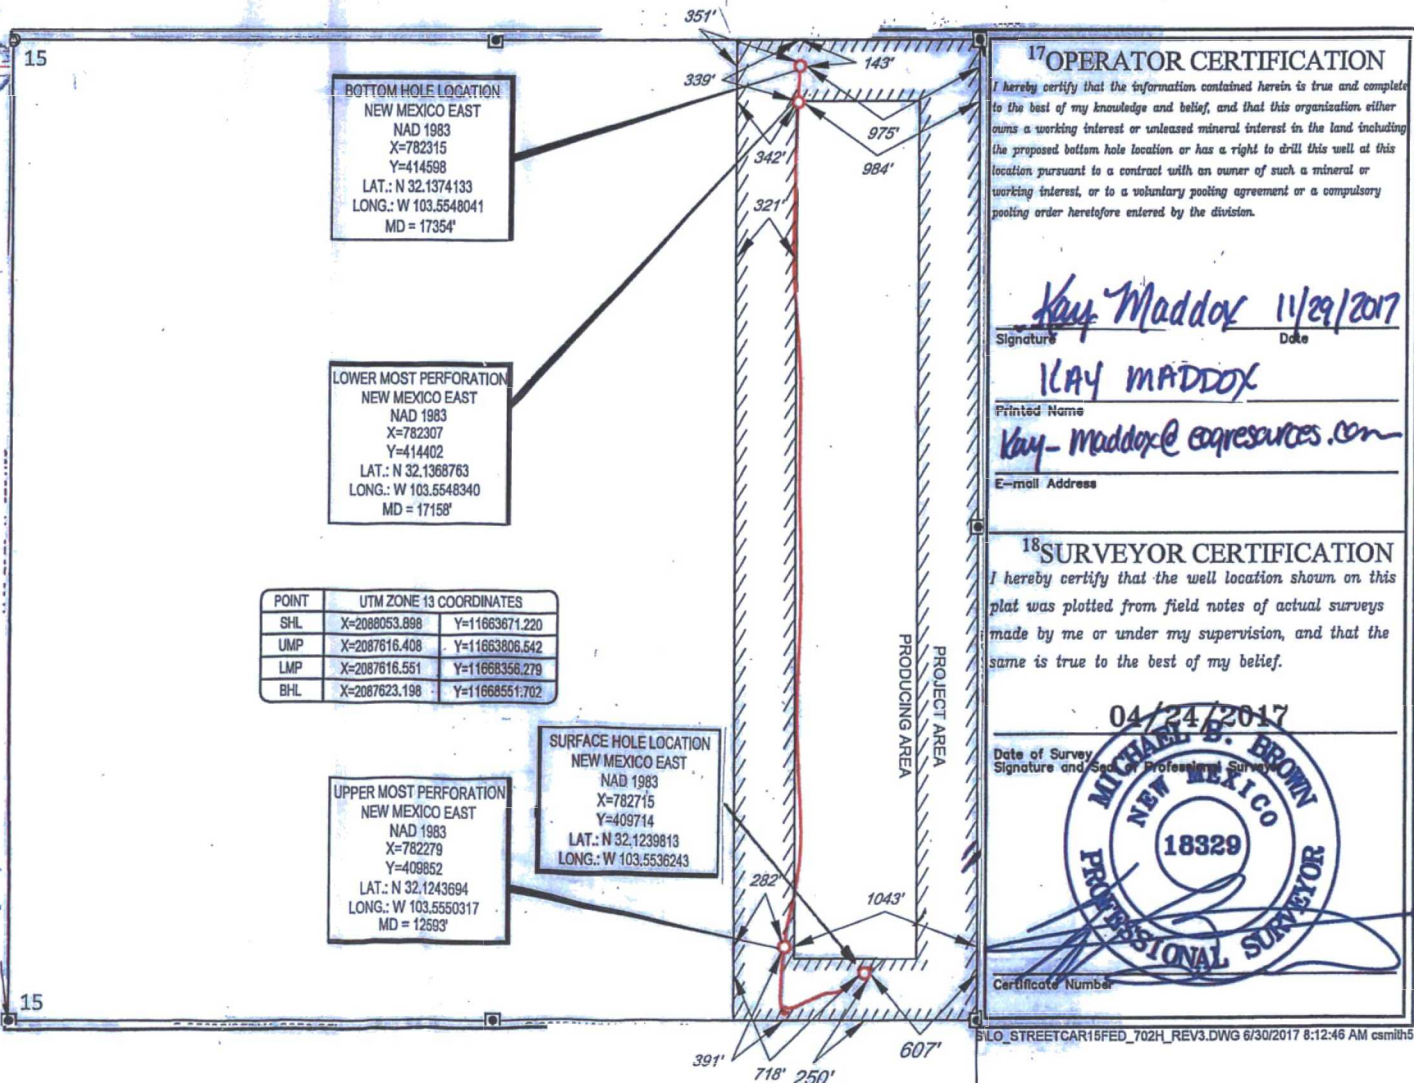 351'
15
143'
339'
975'
342'
984'
321'
BOTTOM HOLE LOCATION
NEW MEXICO EAST
NAD 1983
X=782315
Y=414598
LAT.: N 32.1374133
LONG.: W 103.5548041
MD = 17354'
LOWER MOST PERFORATION
NEW MEXICO EAST
NAD 1983
X=782307
Y=414402
LAT.: N 32.1368763
LONG.: W 103.5548340
MD = 17158'
POINT UTM ZONE 13 COORDINATES
SHL X=2088053.898 Y=11663671.220
UMP X=2087616.408 Y=11663806.542
LMP X=2087616.551 Y=11668356.279
BHL X=2087623.198 Y=11668551.702
PRODUCING AREA
PROJECT AREA
SURFACE HOLE LOCATION
NEW MEXICO EAST
NAD 1983
X=782715
Y=409714
LAT.: N 32.1239813
LONG.: W 103.5536243
UPPER MOST PERFORATION
NEW MEXICO EAST
NAD 1983
X=782279
Y=409852
LAT.: N 32.1243694
LONG.: W 103.5550317
MD = 12593'
282'
1043'
15
391'
718'
250'
607'
17 OPERATOR CERTIFICATION
I hereby certify that the information contained herein is true and complete
to the best of my knowledge and belief, and that this organization either
owns a working interest or unleased mineral interest in the land including
the proposed bottom hole location or has a right to drill this well at this
location pursuant to a contract with an owner of such a mineral or
working interest, or to a voluntary pooling agreement or a compulsory
pooling order heretofore entered by the division.
Kay Maddox 11/29/2017
Signature Date
KAY MADDOX
Printed Name
Kay_maddox@eogresources.com
E-mail Address
18 SURVEYOR CERTIFICATION
I hereby certify that the well location shown on this
plat was plotted from field notes of actual surveys
made by me or under my supervision, and that the
same is true to the best of my belief.
04/24/2017
Date of Survey
Signature and Seal of Professional Surveyor
MICHAEL B. BROWN
NEW MEXICO
18329
PROFESSIONAL SURVEYOR
Certificate Number
S\LO_STREETCAR15FED_702H_REV3.DWG 6/30/2017 8:12:46 AM csmith5